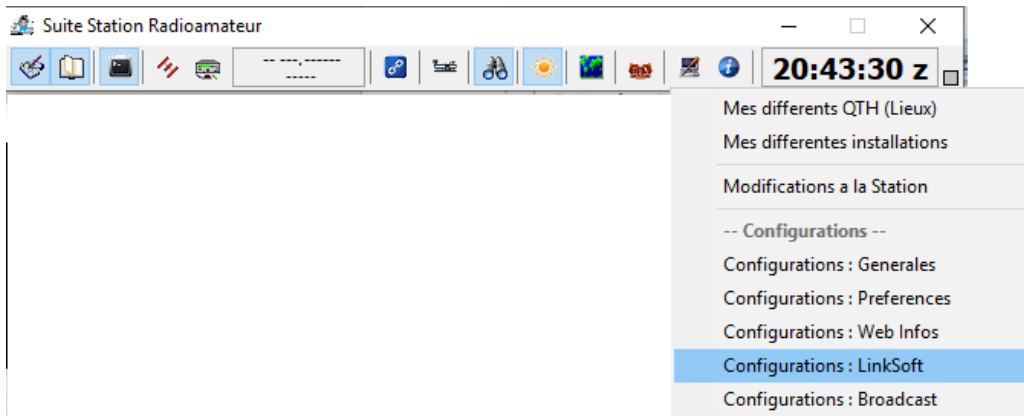 Suite Station Radioamateur
-- ---,------
-----
20:43:30 z
Mes differents QTH (Lieux)
Mes differentes installations
Modifications a la Station
-- Configurations --
Configurations : Generales
Configurations : Preferences
Configurations : Web Infos
Configurations : LinkSoft
Configurations : Broadcast